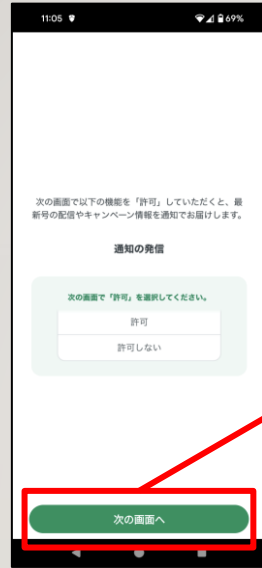 11:05
69%
次の画面で以下の機能を「許可」していただくと、最
新号の配信やキャンペーン情報を通知でお届けします。
通知の発信
次の画面で「許可」を選択してください。
許可
許可しない
次の画面へ